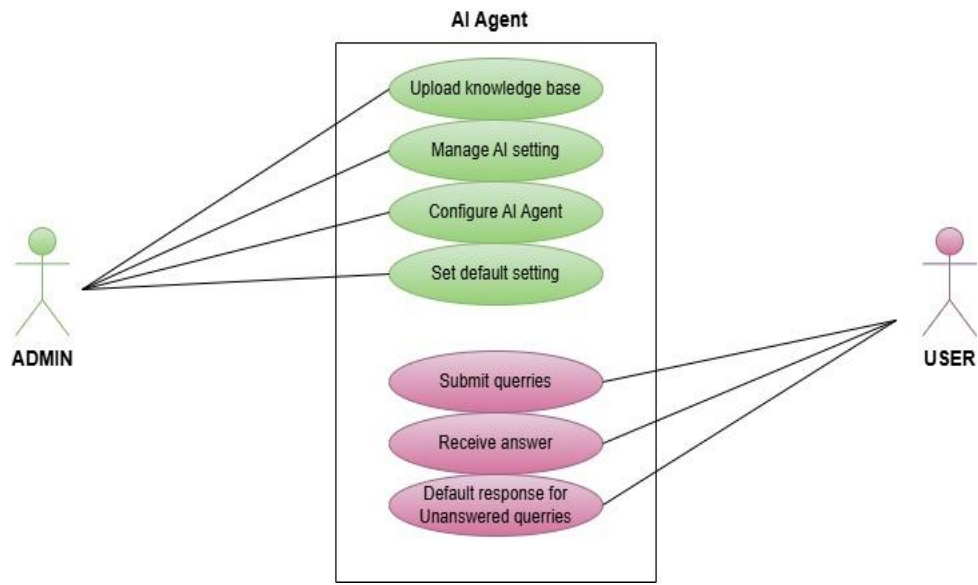 AI Agent
Upload knowledge base
Manage AI setting
Configure AI Agent
Set default setting
ADMIN
USER
Submit querries
Receive answer
Default response for
Unanswered querries